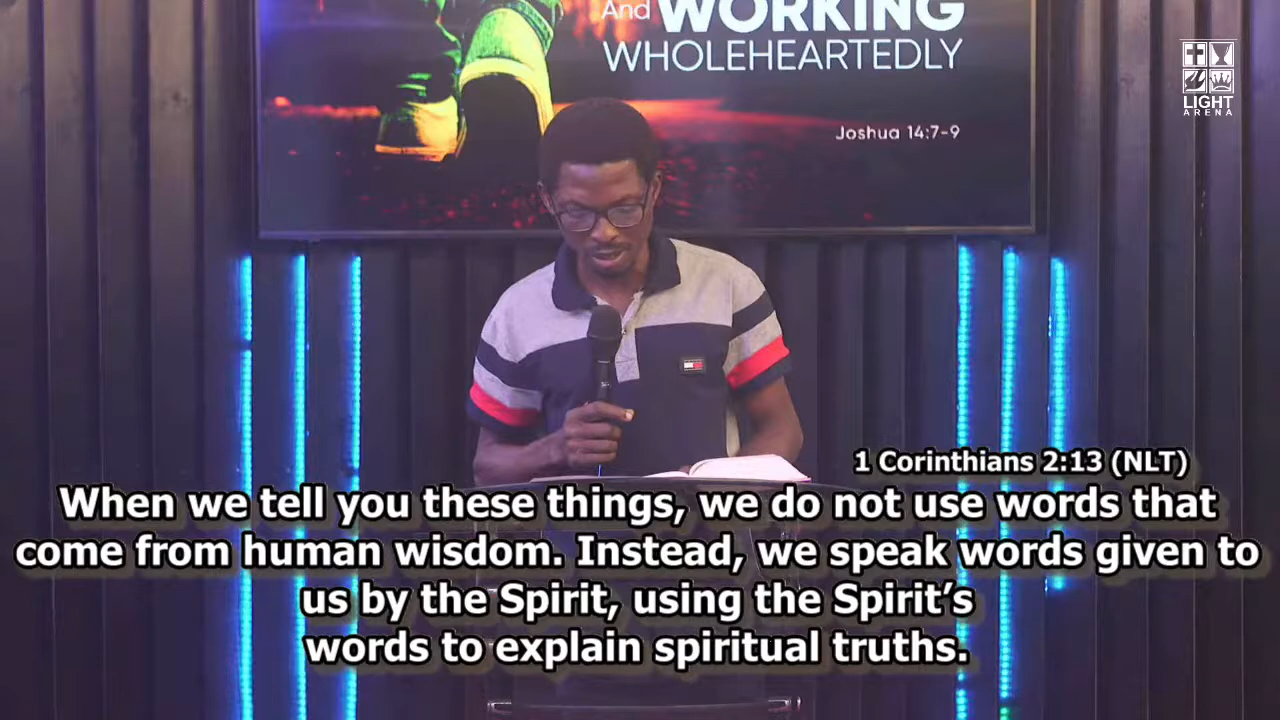 And WORKING
WHOLEHEARTEDLY
Joshua 14:7-9
LIGHT
ARENA
1 Corinthians 2:13 (NLT)
When we tell you these things, we do not use words that
come from human wisdom. Instead, we speak words given to
us by the Spirit, using the Spirit’s
words to explain spiritual truths.